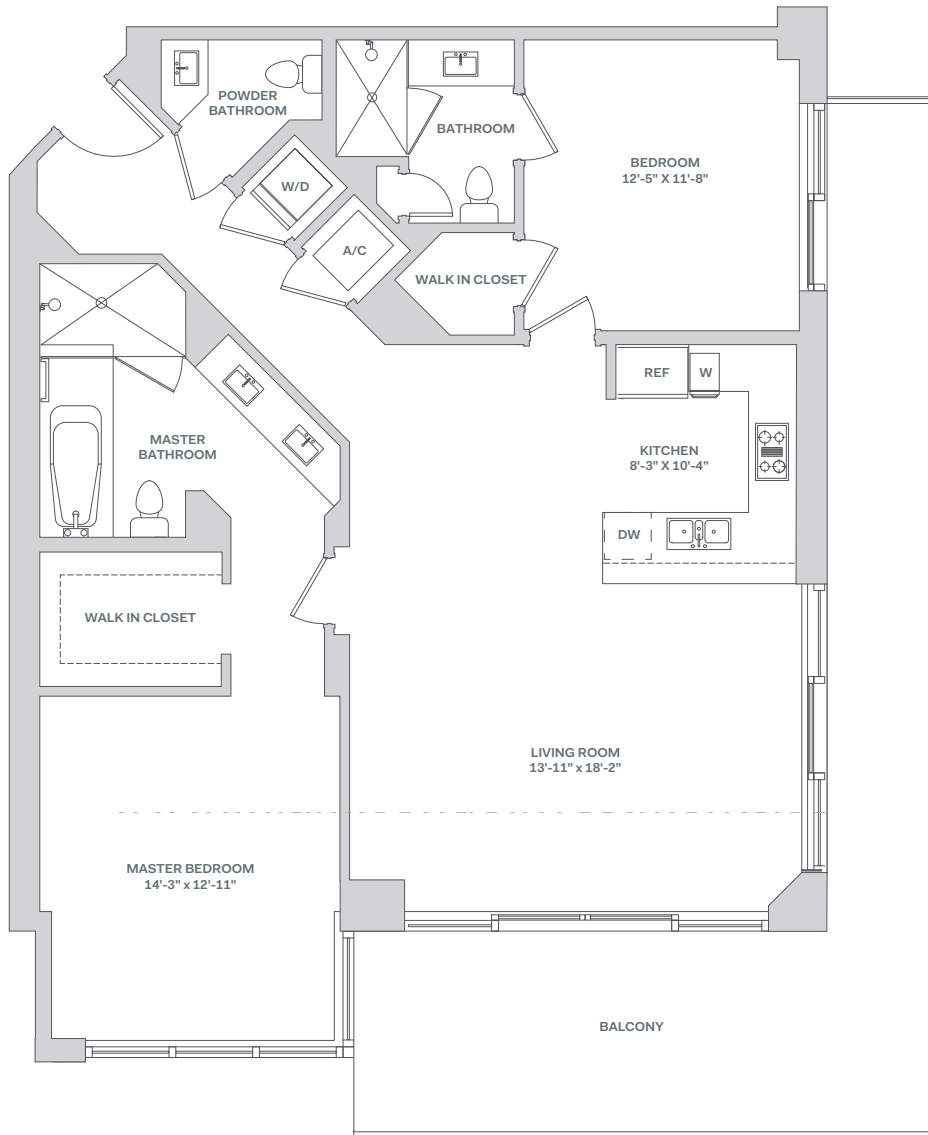 POWDER
BATHROOM
BATHROOM
BEDROOM
12'-5" X 11'-8"
W/D
A/C
WALK IN CLOSET
REF
W
MASTER
BATHROOM
KITCHEN
8'-3" X 10'-4"
DW
WALK IN CLOSET
LIVING ROOM
13'-11" x 18'-2"
MASTER BEDROOM
14'-3" x 12'-11"
BALCONY